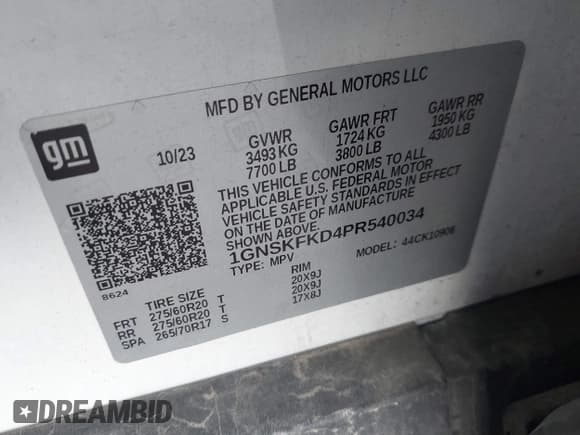 MFD BY GENERAL MOTORS LLC
gm
10/23
GVWR GAWR FRT GAWR RR
3493 KG 1724 KG 1950 KG
7700 LB 3800 LB 4300 LB
THIS VEHICLE CONFORMS TO ALL
APPLICABLE U.S. FEDERAL MOTOR
VEHICLE SAFETY STANDARDS IN EFFECT
ON THE DATE OF MANUFACTURE
SHOWN ABOVE.
1GNSKFKD4PR540034
TYPE: MPV MODEL: 44CK10906
8624
TIRE SIZE RIM
FRT 275/60R20 T 20X9J
RR 275/60R20 T 20X9J
SPA 265/70R17 S 17X8J
DREAMBID